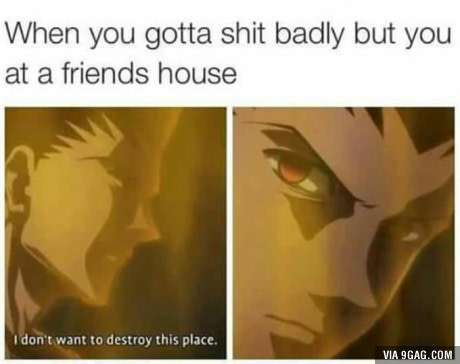 When you gotta shit badly but you
at a friends house
I don't want to destroy this place.
VIA 9GAG.COM